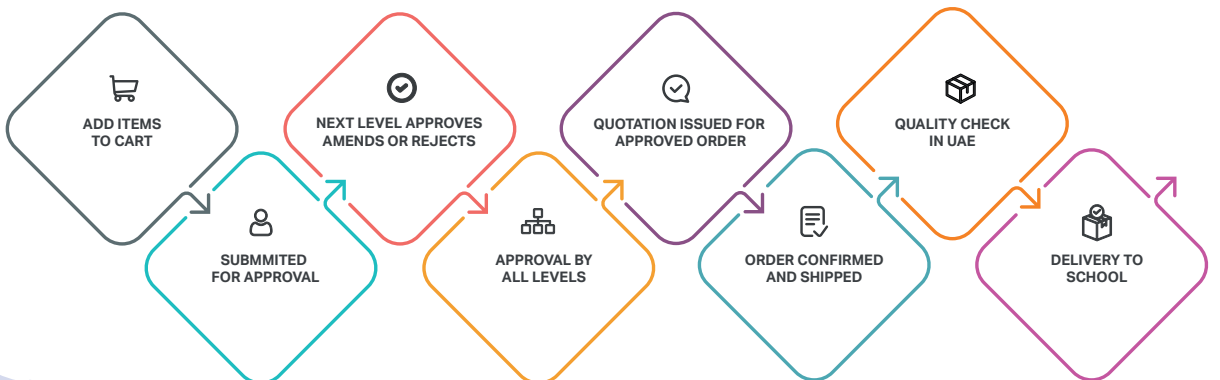 ADD ITEMS
TO CART
SUBMMITED
FOR APPROVAL
NEXT LEVEL APPROVES
AMENDS OR REJECTS
APPROVAL BY
ALL LEVELS
QUOTATION ISSUED FOR
APPROVED ORDER
ORDER CONFIRMED
AND SHIPPED
QUALITY CHECK
IN UAE
DELIVERY TO
SCHOOL